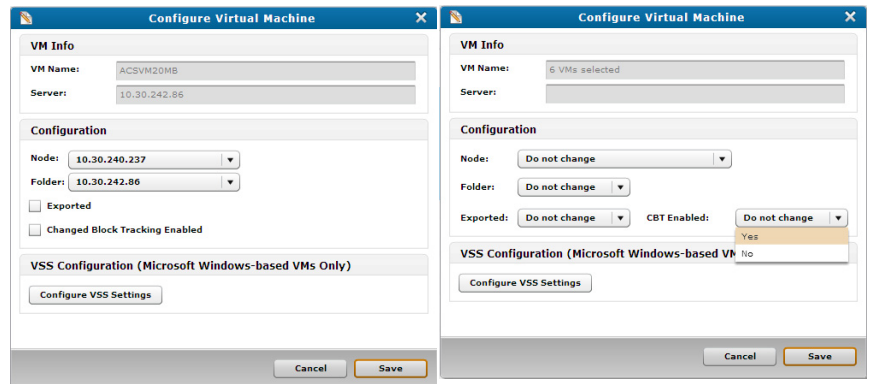 Configure Virtual Machine
VM Info
VM Name: ACSVM20MB
Server: 10.30.242.86
Configuration
Node: 10.30.240.237
Folder: 10.30.242.86
Exported
Changed Block Tracking Enabled
VSS Configuration (Microsoft Windows-based VMs Only)
Configure VSS Settings
Cancel Save
Configure Virtual Machine
VM Info
VM Name: 6 VMs selected
Server:
Configuration
Node: Do not change
Folder: Do not change
Exported: Do not change CBT Enabled: Do not change
Yes
No
VSS Configuration (Microsoft Windows-based VM
Configure VSS Settings
Cancel Save